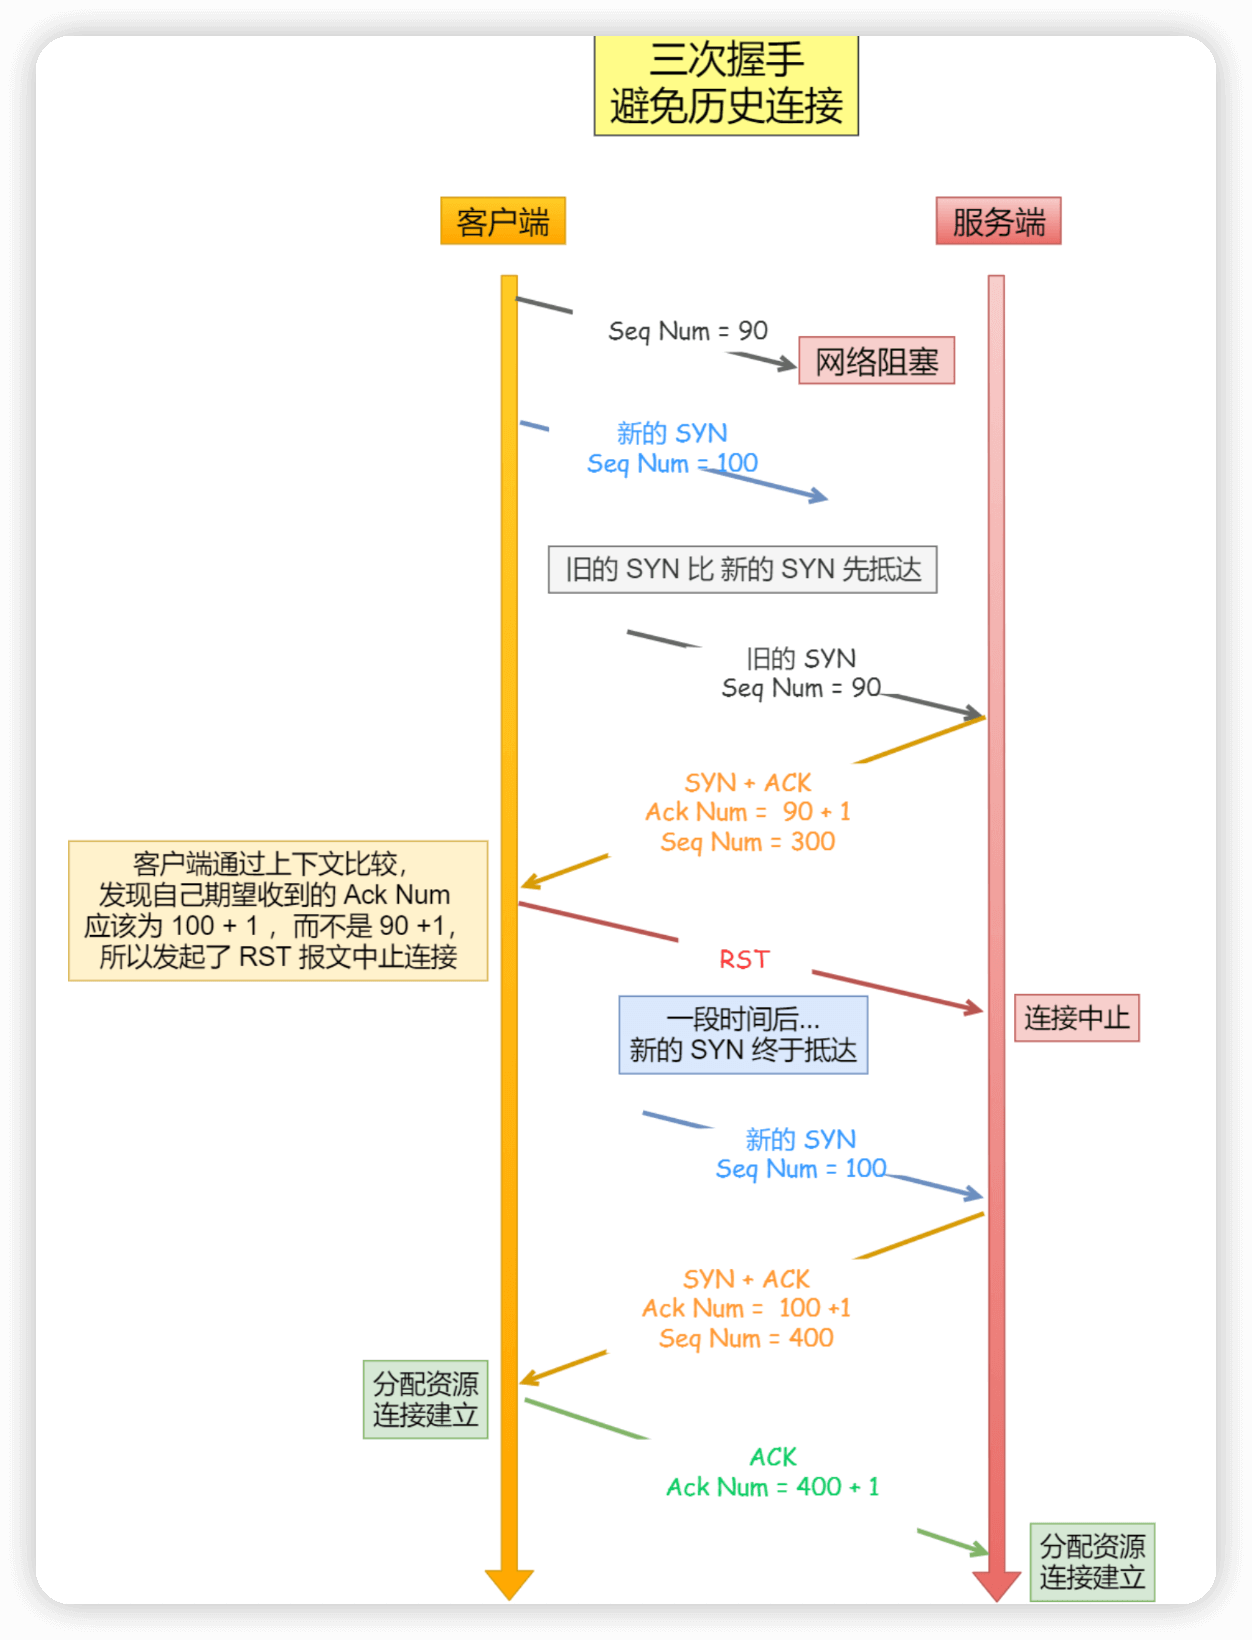 三次握手
避免历史连接
客户端
服务端
Seq Num = 90
网络阻塞
新的 SYN
Seq Num = 100
旧的 SYN 比 新的 SYN 先抵达
旧的 SYN
Seq Num = 90
SYN + ACK
Ack Num = 90 + 1
Seq Num = 300
客户端通过上下文比较，
发现自己期望收到的 Ack Num
应该为 100 + 1 ，而不是 90 +1，
所以发起了 RST 报文中止连接
RST
连接中止
一段时间后...
新的 SYN 终于抵达
新的 SYN
Seq Num = 100
SYN + ACK
Ack Num = 100 +1
Seq Num = 400
分配资源
连接建立
ACK
Ack Num = 400 + 1
分配资源
连接建立